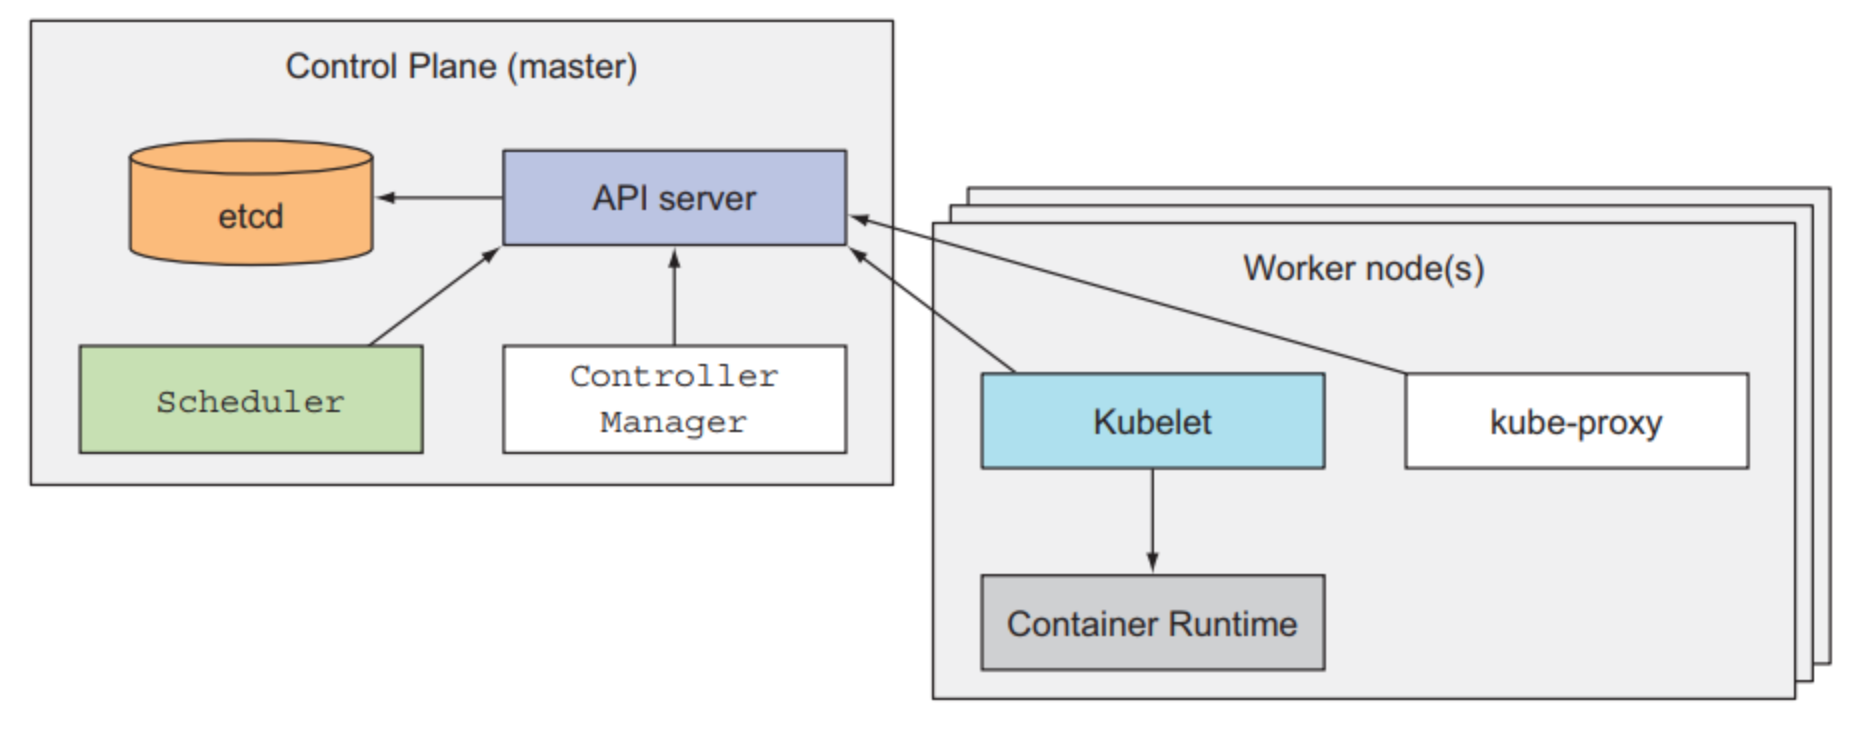 Control Plane (master)
etcd
API server
Scheduler
Controller
Manager
Worker node(s)
Kubelet
kube-proxy
Container Runtime